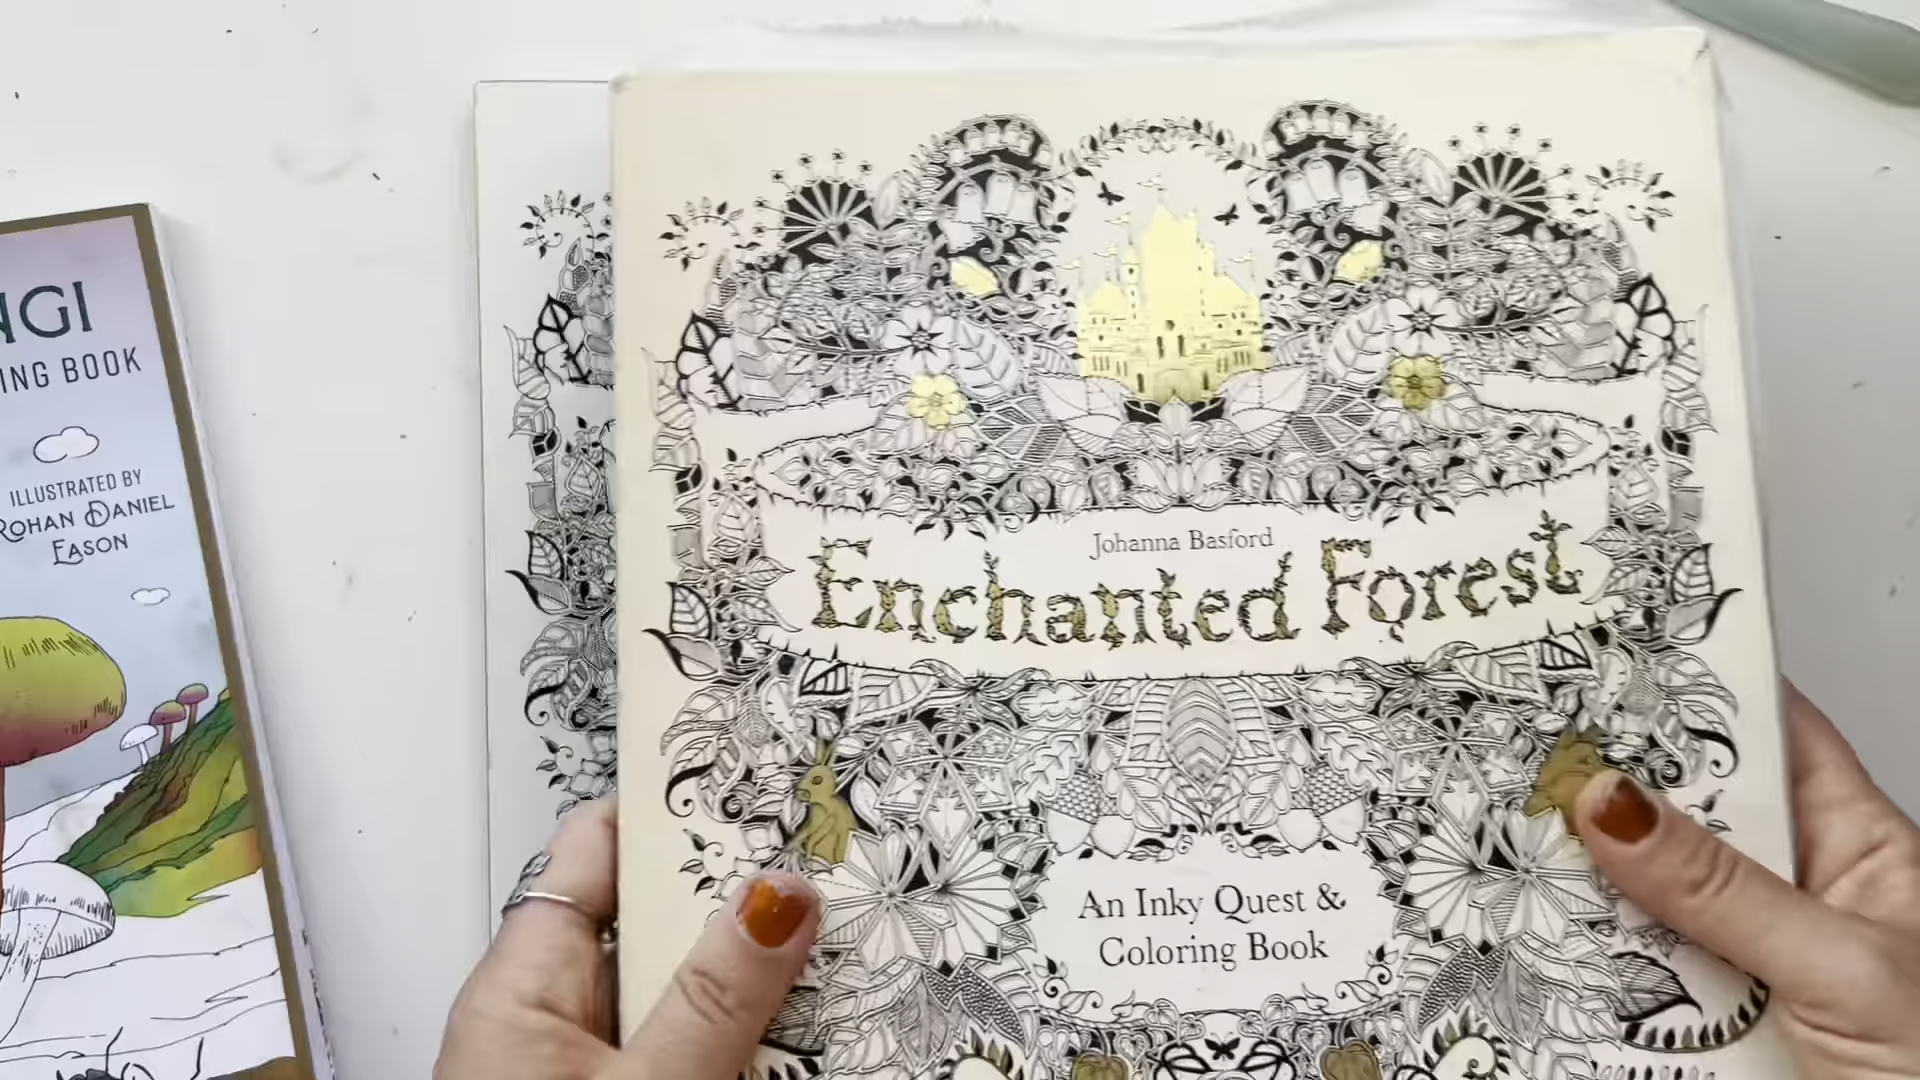 NGI
ING BOOK
ILLUSTRATED BY
ROHAN DANIEL
EASON
Johanna Basford
Enchanted Forest
An Inky Quest &
Coloring Book